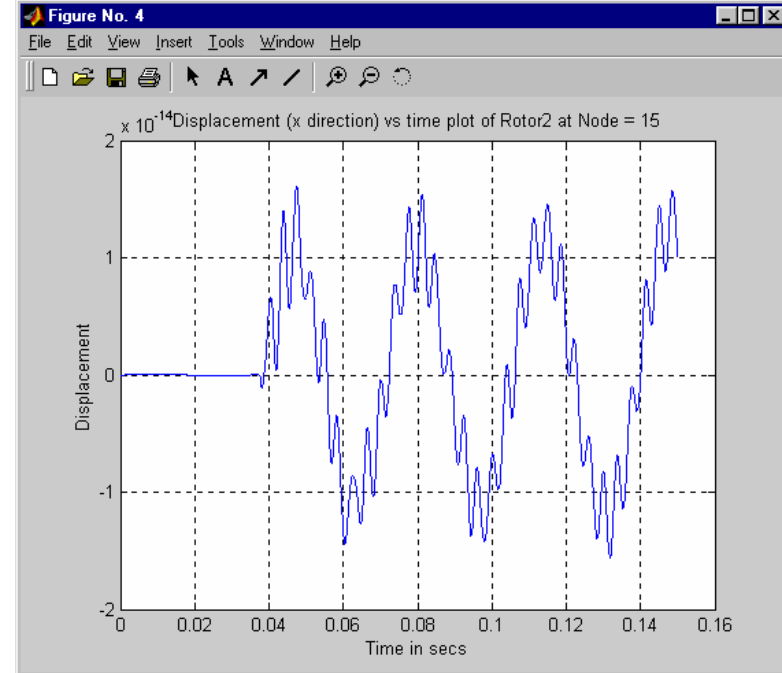 Figure No. 4
File Edit View Insert Tools Window Help
A
x 10^-14 Displacement (x direction) vs time plot of Rotor2 at Node = 15
2
1
0
-1
-2
Displacement
0 0.02 0.04 0.06 0.08 0.1 0.12 0.14 0.16
Time in secs